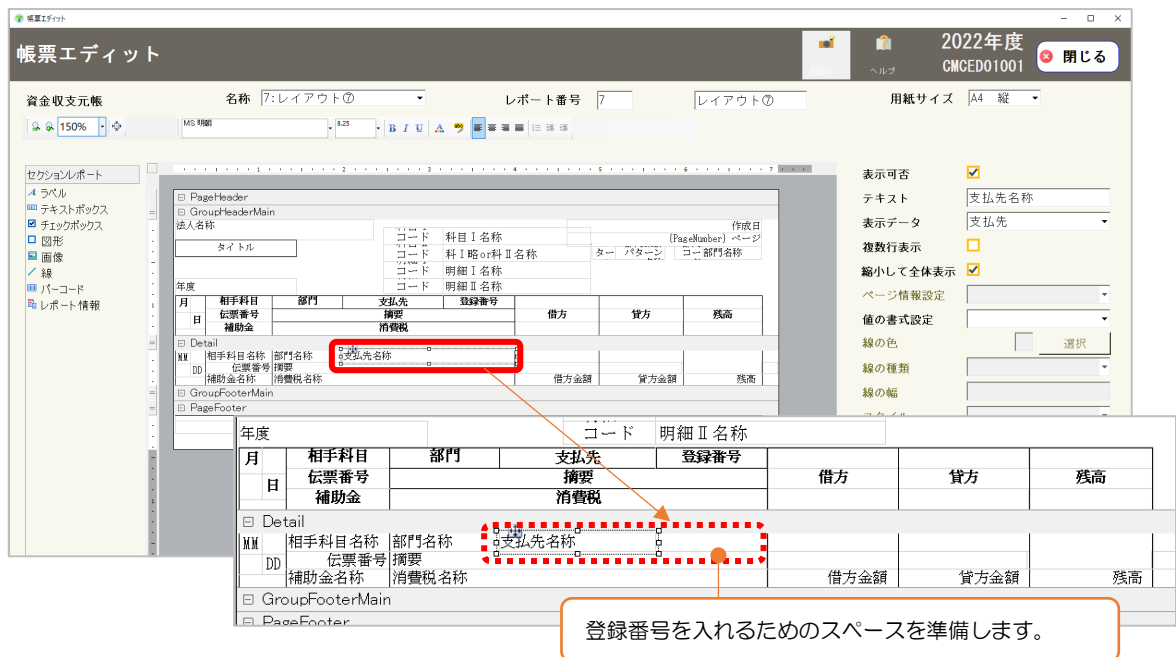 帳票エディット
帳票エディット
ヘルプ
2022年度
CMCED01001
閉じる
資金収支元帳
名称 7:レイアウト⑦
レポート番号 7 レイアウト⑦
用紙サイズ A4 縦
150%
MS 明朝 8.25 B I U A
セクションレポート
ラベル
テキストボックス
チェックボックス
図形
画像
線
バーコード
レポート情報
1 2 3 4 5 6 7
PageHeader
GroupHeaderMain
法人名称 作成日
コード 科目Ⅰ名称 {PageNumber} ページ
タイトル
コード 科Ⅰ略or科Ⅱ名称 ター パターン コー 部門名称
コード 明細Ⅰ名称
年度 コード 明細Ⅱ名称
月 相手科目 部門 支払先 登録番号
日 伝票番号 摘要 借方 貸方 残高
補助金 消費税
Detail
MM 相手科目名称 部門名称 支払先名称
DD 伝票番号 摘要
補助金名称 消費税名称 借方金額 貸方金額 残高
GroupFooterMain
PageFooter
表示可否
テキスト 支払先名称
表示データ 支払先
複数行表示
縮小して全体表示
ページ情報設定
値の書式設定
線の色 選択
線の種類
線の幅
年度 コード 明細Ⅱ名称
月 相手科目 部門 支払先 登録番号
日 伝票番号 摘要 借方 貸方 残高
補助金 消費税
Detail
MM 相手科目名称 部門名称 支払先名称
DD 伝票番号 摘要
補助金名称 消費税名称 借方金額 貸方金額 残高
GroupFooterMain
PageFooter
登録番号を入れるためのスペースを準備します。